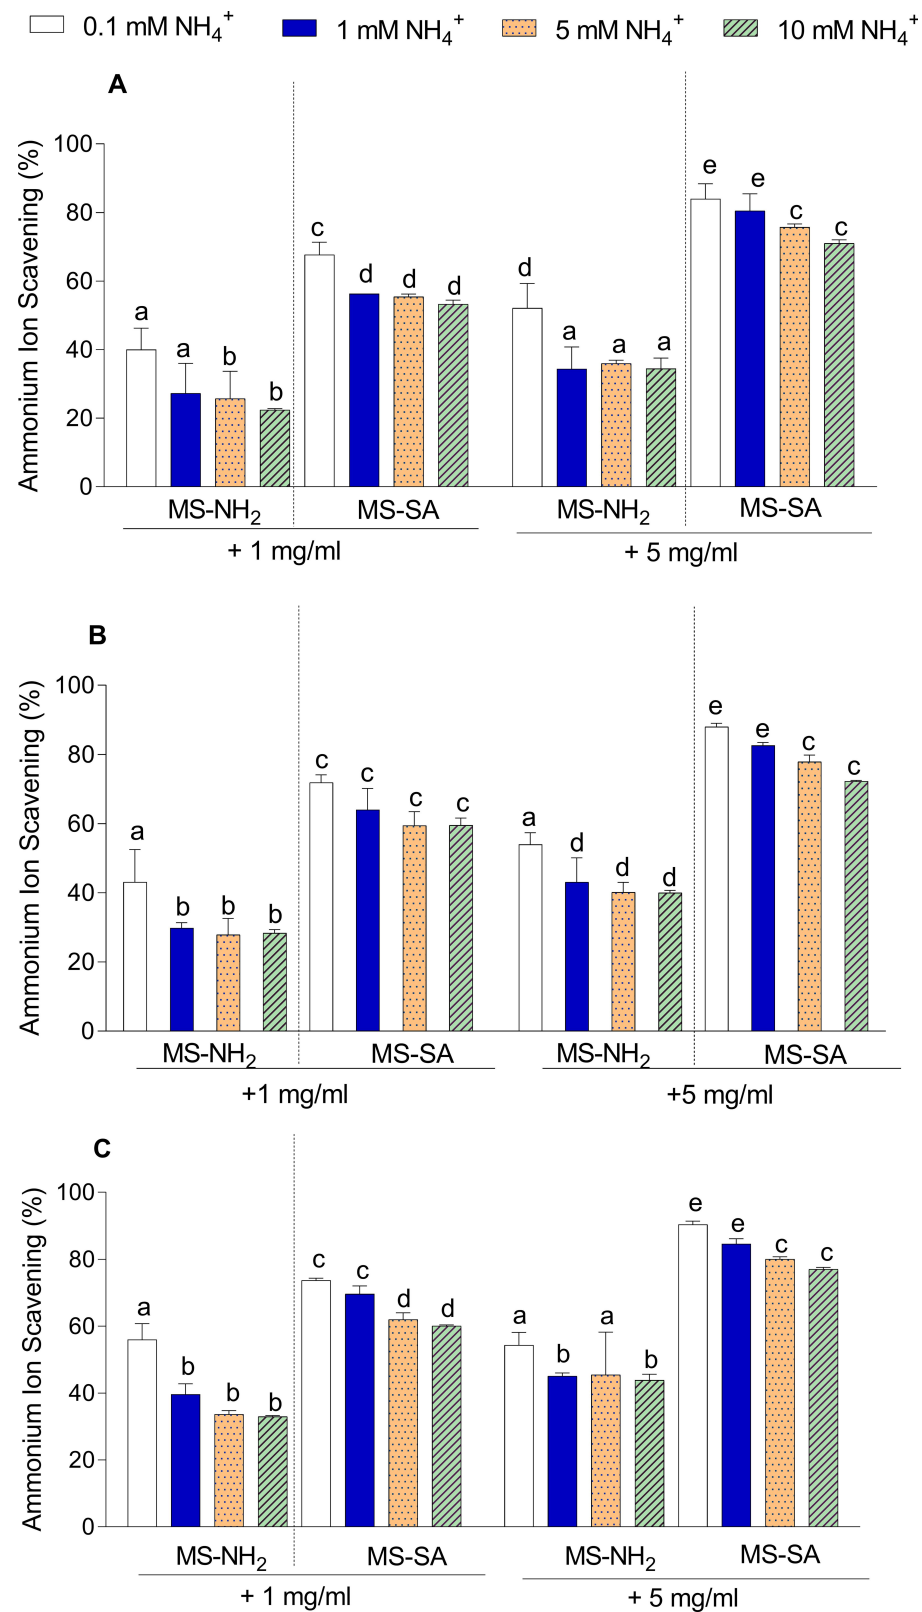 0.1 mM NH₄⁺ 1 mM NH₄⁺ 5 mM NH₄⁺ 10 mM NH₄⁺
A
Ammonium Ion Scavening (%)
100
80
60
40
20
0
a a b b c d d d d a a a e e c c
MS-NH₂ MS-SA MS-NH₂ MS-SA
+ 1 mg/ml + 5 mg/ml
B
Ammonium Ion Scavening (%)
100
80
60
40
20
0
a b b b c c c c a d d d e e c c
MS-NH₂ MS-SA MS-NH₂ MS-SA
+1 mg/ml +5 mg/ml
C
Ammonium Ion Scavening (%)
100
80
60
40
20
0
a b b b c c d d a b a b e e c c
MS-NH₂ MS-SA MS-NH₂ MS-SA
+ 1 mg/ml + 5 mg/ml